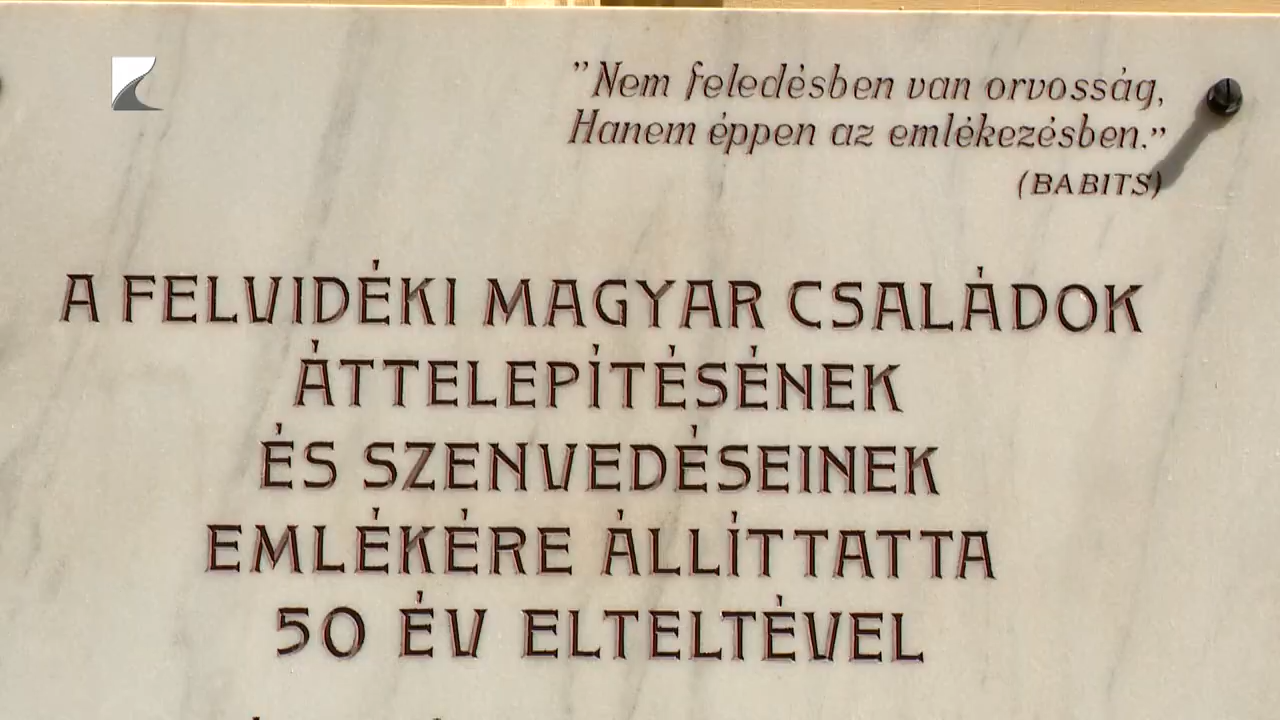 "Nem feledésben van orvosság,
Hanem éppen az emlékezésben."
(BABITS)
A FELVIDÉKI MAGYAR CSALÁDOK
ÁTTELEPÍTÉSÉNEK
ÉS SZENVEDÉSEINEK
EMLÉKÉRE ÁLLÍTTATTA
50 ÉV ELTELTÉVEL